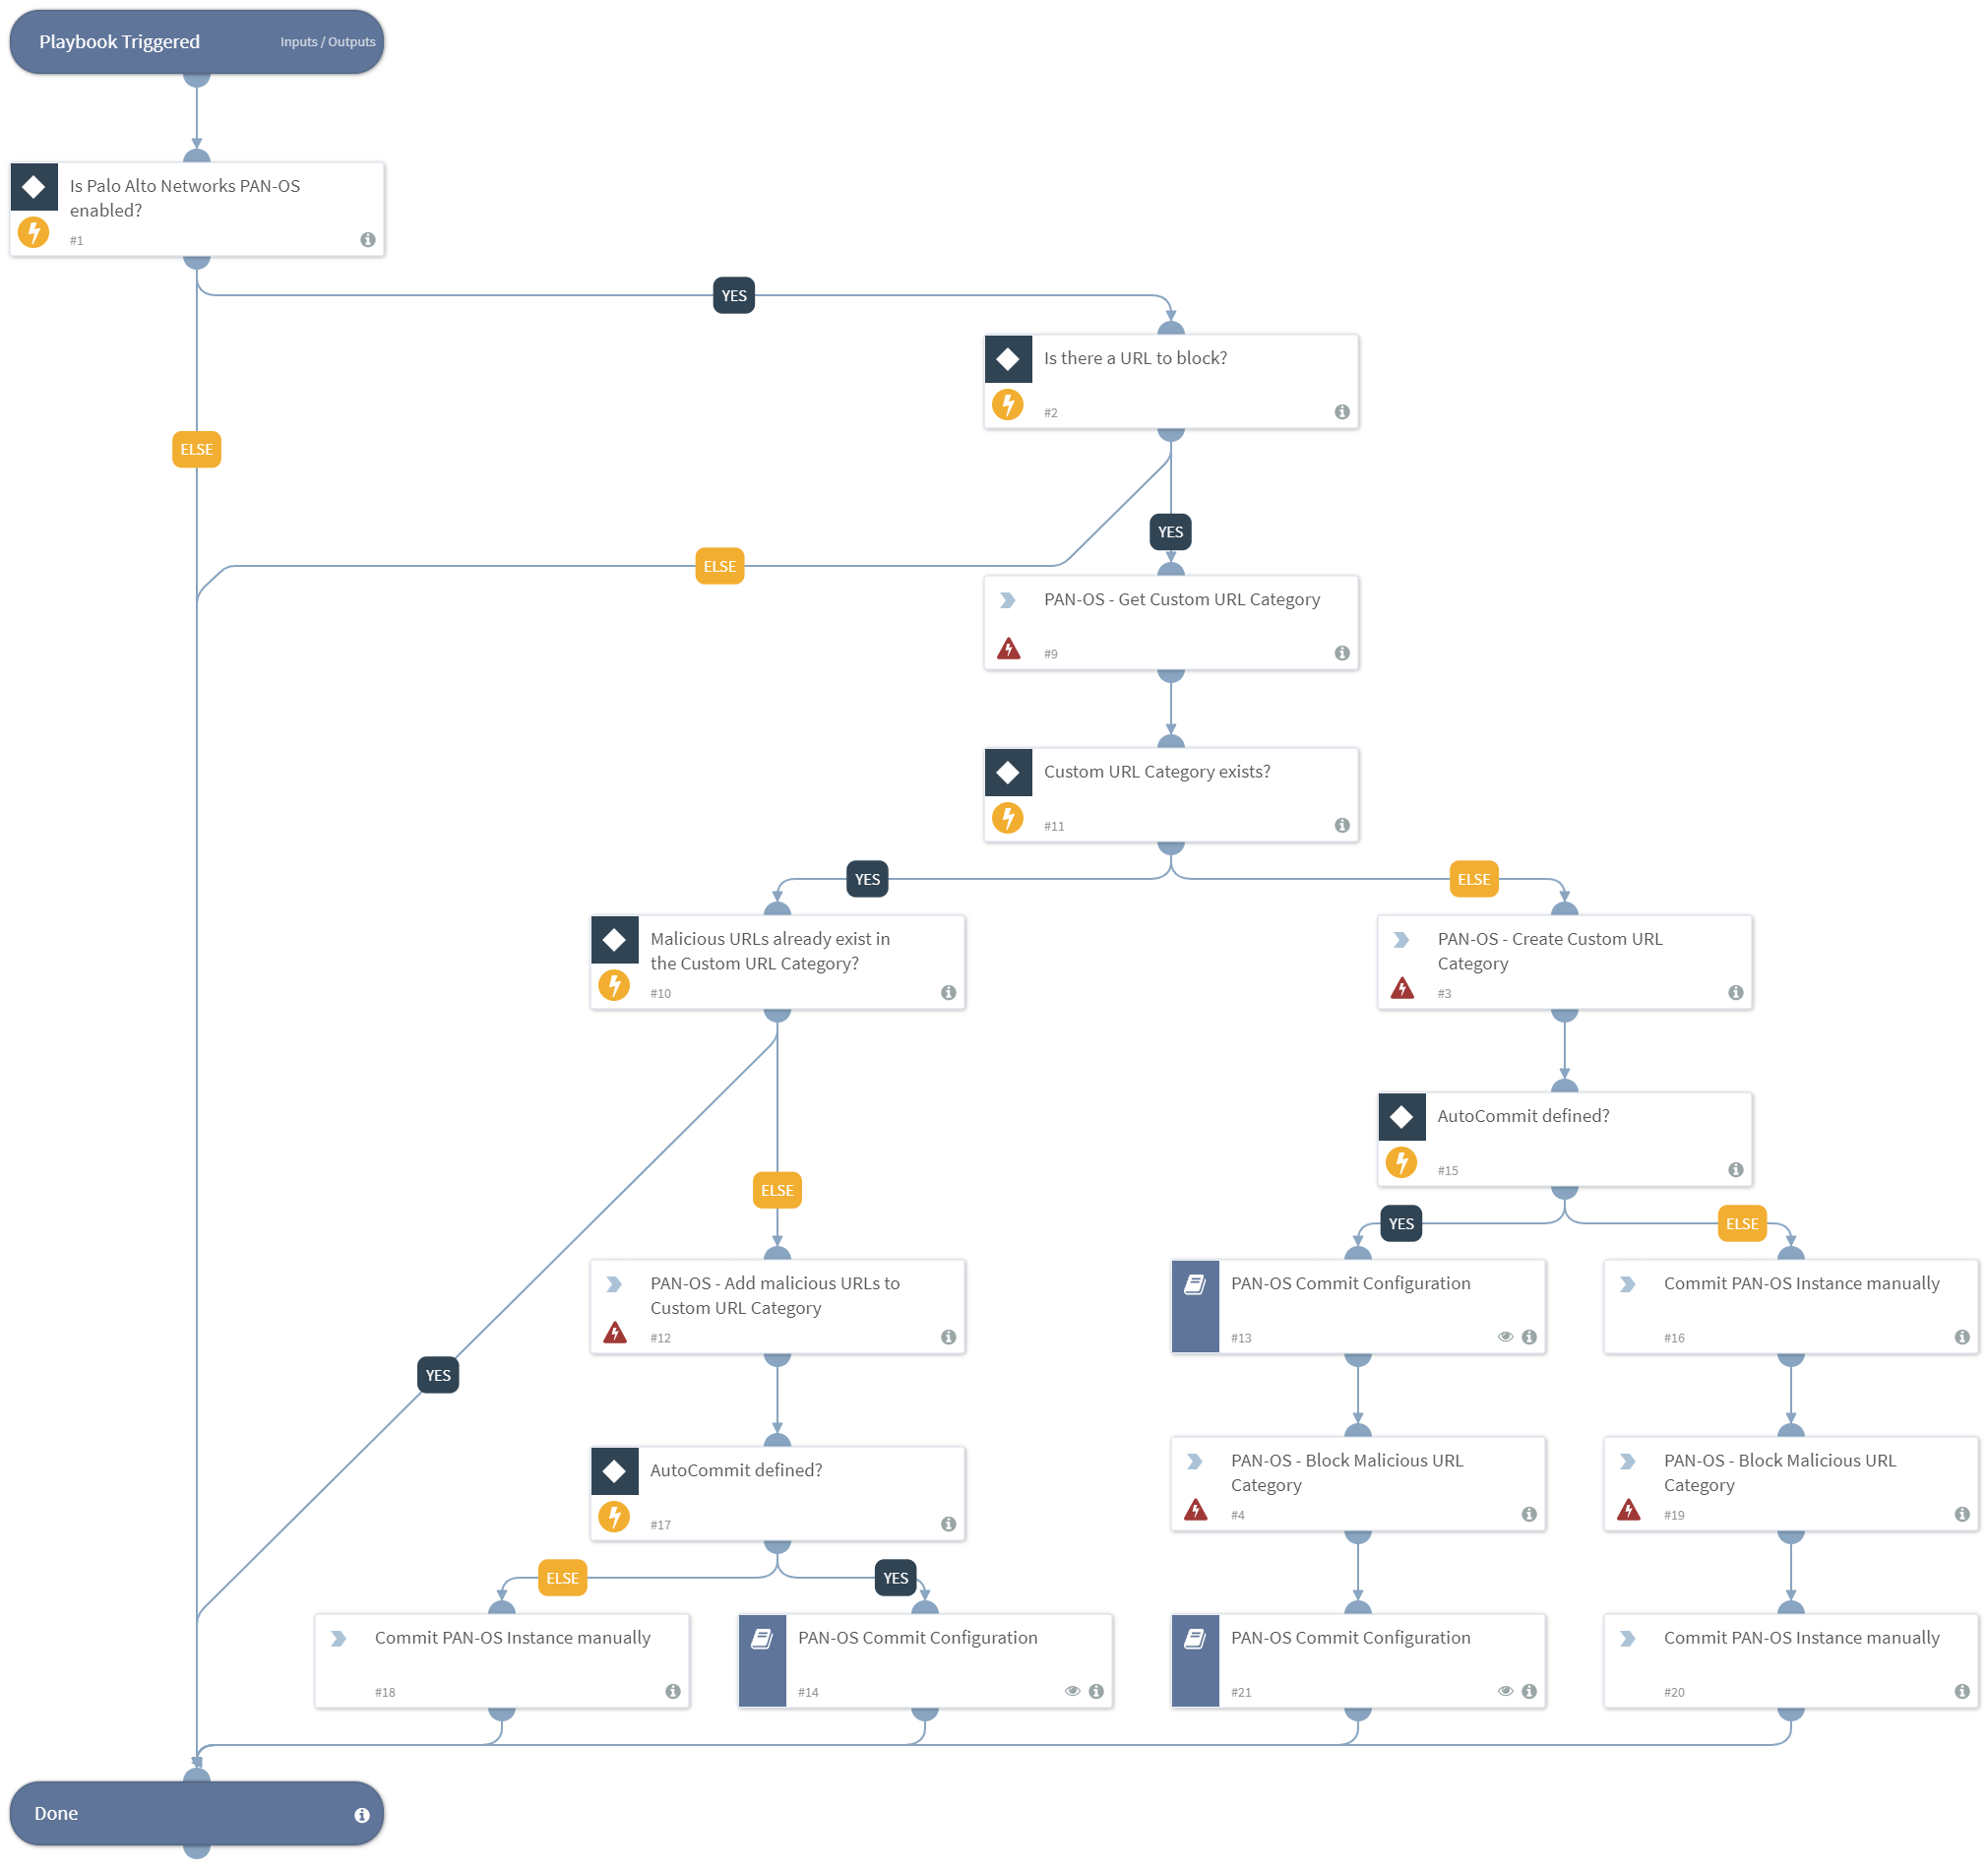 Playbook Triggered Inputs / Outputs
Is Palo Alto Networks PAN-OS
enabled?
#1
YES
Is there a URL to block?
#2
ELSE
YES
ELSE
PAN-OS - Get Custom URL Category
#9
Custom URL Category exists?
#11
YES
ELSE
Malicious URLs already exist in
the Custom URL Category?
#10
PAN-OS - Create Custom URL
Category
#3
AutoCommit defined?
#15
ELSE
YES
ELSE
PAN-OS - Add malicious URLs to
Custom URL Category
#12
PAN-OS Commit Configuration
#13
Commit PAN-OS Instance manually
#16
YES
AutoCommit defined?
#17
PAN-OS - Block Malicious URL
Category
#4
PAN-OS - Block Malicious URL
Category
#19
ELSE
YES
Commit PAN-OS Instance manually
#18
PAN-OS Commit Configuration
#14
PAN-OS Commit Configuration
#21
Commit PAN-OS Instance manually
#20
Done